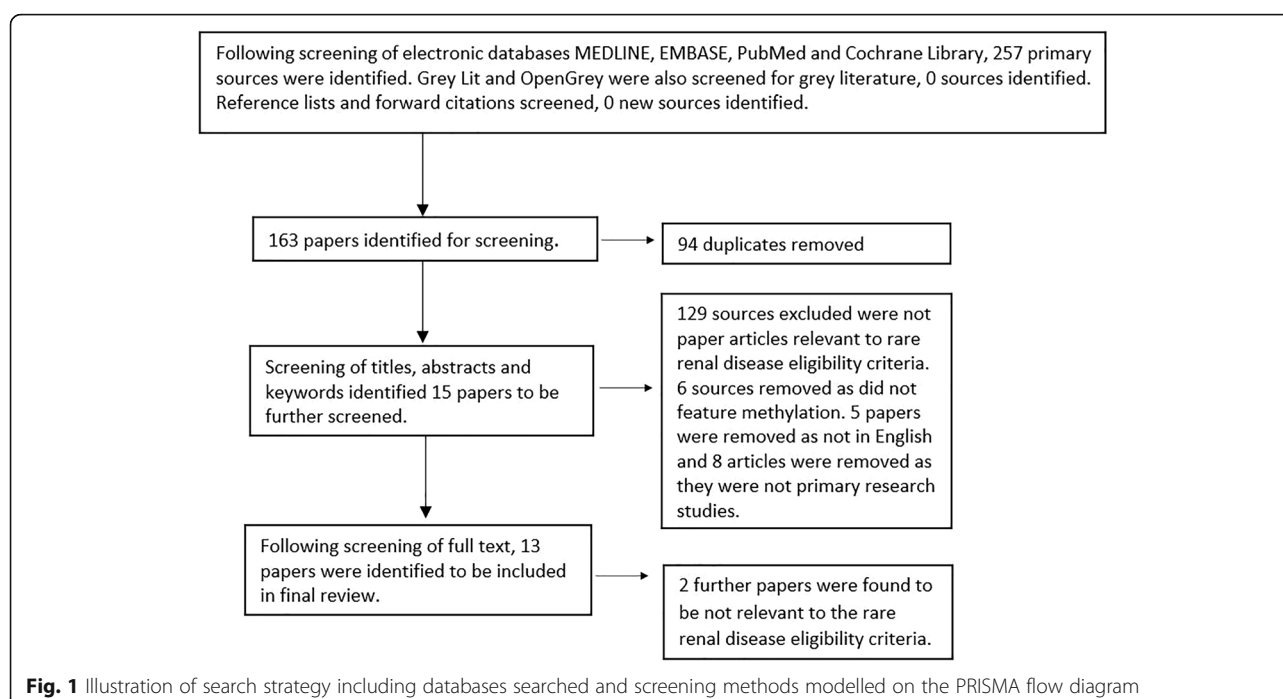 Following screening of electronic databases MEDLINE, EMBASE, PubMed and Cochrane Library, 257 primary
sources were identified. Grey Lit and OpenGrey were also screened for grey literature, 0 sources identified.
Reference lists and forward citations screened, 0 new sources identified.
163 papers identified for screening.
94 duplicates removed
Screening of titles, abstracts and
keywords identified 15 papers to be
further screened.
129 sources excluded were not
paper articles relevant to rare
renal disease eligibility criteria.
6 sources removed as did not
feature methylation. 5 papers
were removed as not in English
and 8 articles were removed as
they were not primary research
studies.
Following screening of full text, 13
papers were identified to be included
in final review.
2 further papers were found to
be not relevant to the rare
renal disease eligibility criteria.
Fig. 1 Illustration of search strategy including databases searched and screening methods modelled on the PRISMA flow diagram